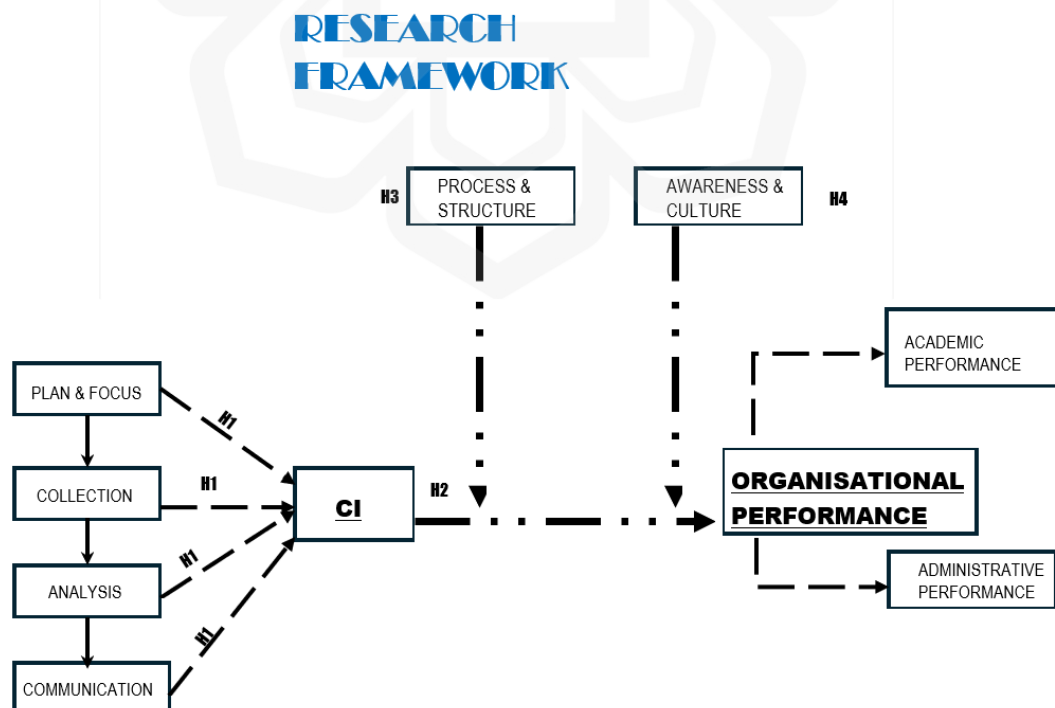 RESEARCH
FRAMEWORK
H3
PROCESS &
STRUCTURE
AWARENESS &
CULTURE
H4
ACADEMIC
PERFORMANCE
PLAN & FOCUS
H1
COLLECTION
H1
CI
H2
ORGANISATIONAL
PERFORMANCE
H1
ANALYSIS
ADMINISTRATIVE
PERFORMANCE
H1
COMMUNICATION